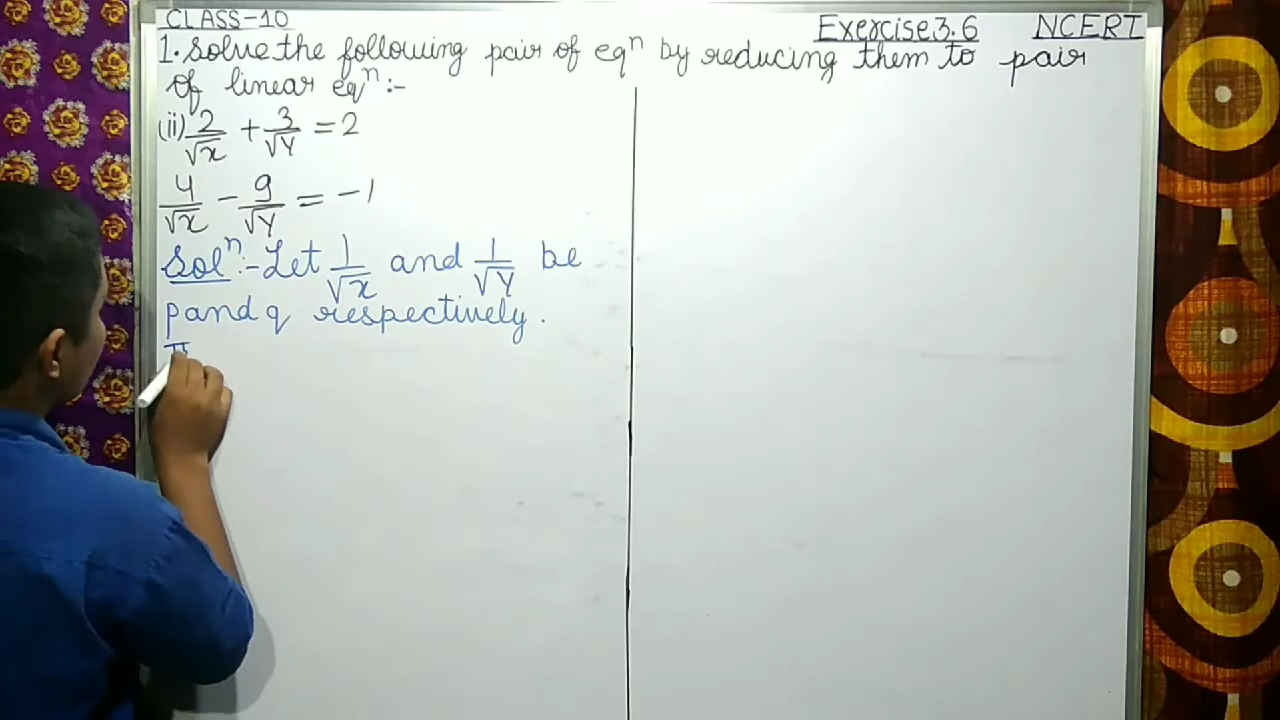 CLASS-10 Exercise 3.6 NCERT
1. Solve the following pair of eqⁿ by reducing them to pair
of linear eqⁿ :-
(ii) 2/√x + 3/√y = 2
4/√x - 9/√y = -1
Solⁿ:- Let 1/√x and 1/√y be
p and q respectively.